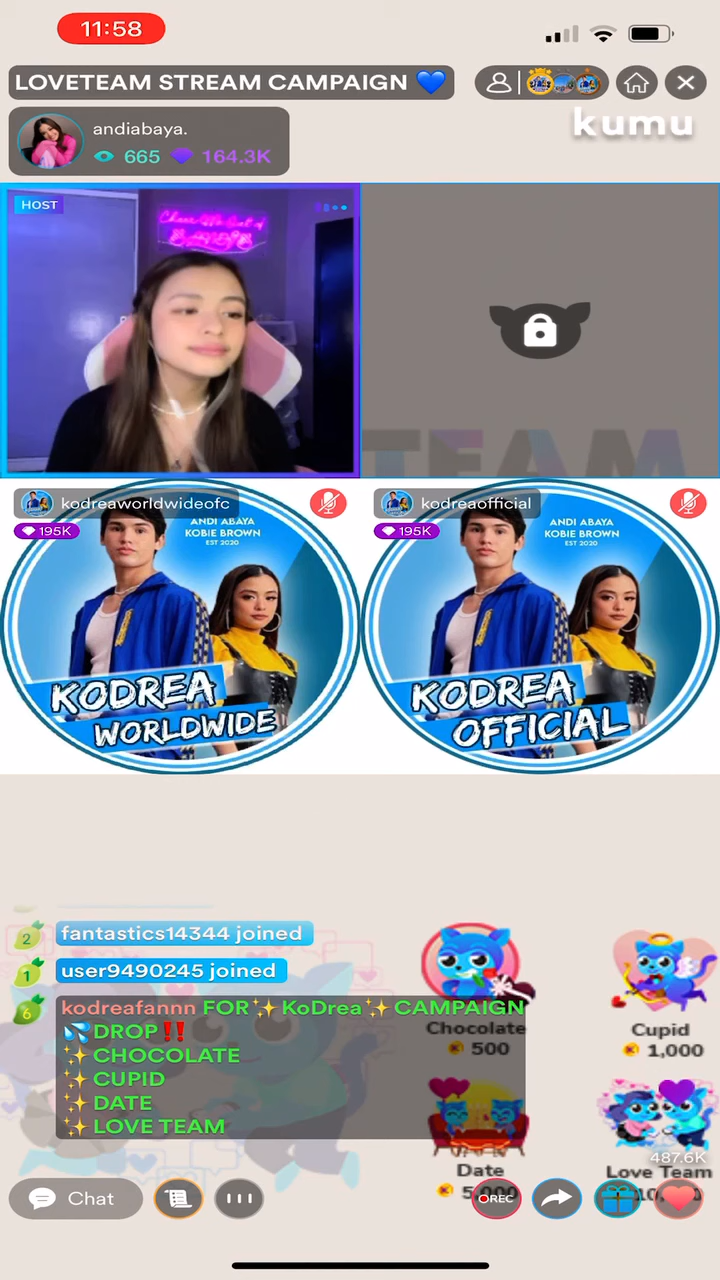 11:58
LOVETEAM STREAM CAMPAIGN 💙
kumu
andiabaya.
665 164.3K
HOST
TEAM
kodreaworldwideofc
195K
ANDI ABAYA
KOBIE BROWN
EST 2020
KODREA
WORLDWIDE
kodreaofficial
195K
ANDI ABAYA
KOBIE BROWN
EST 2020
KODREA
OFFICIAL
2 fantastics14344 joined
1 user9490245 joined
6 kodreafannn FOR✨KoDrea✨CAMPAIGN
💦DROP‼️
✨CHOCOLATE
✨CUPID
✨DATE
✨LOVE TEAM
Chocolate
500
Cupid
1,000
Date
Love Team
487.6K
Chat
REC